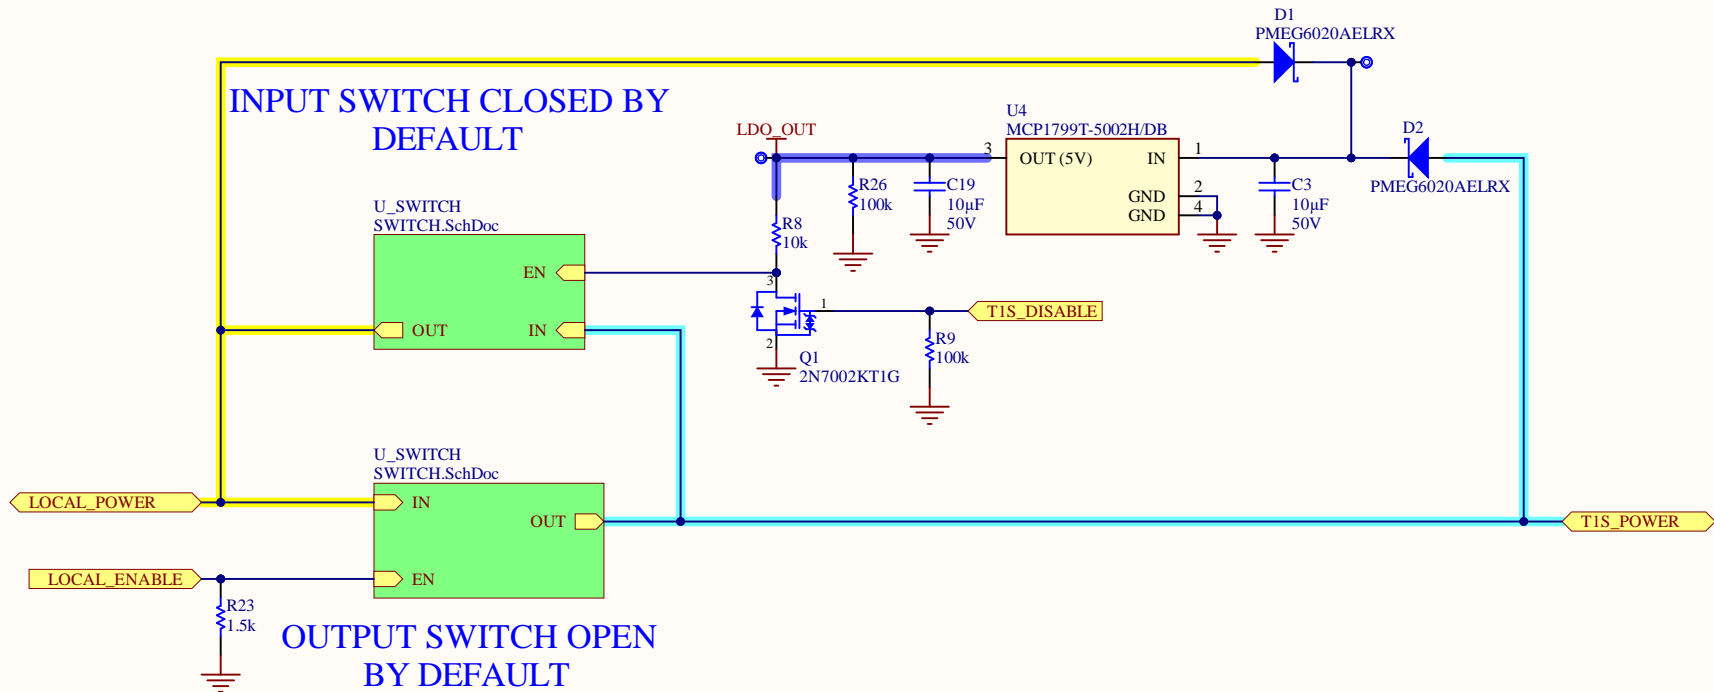 D1
PMEG6020AELRX
INPUT SWITCH CLOSED BY
DEFAULT
LDO_OUT
U4
MCP1799T-5002H/DB
3
OUT (5V)
IN
1
GND
2
GND
4
D2
PMEG6020AELRX
R26
100k
C19
10µF
50V
C3
10µF
50V
R8
10k
U_SWITCH
SWITCH.SchDoc
EN
OUT
IN
3
1
2
Q1
2N7002KT1G
T1S_DISABLE
R9
100k
U_SWITCH
SWITCH.SchDoc
LOCAL_POWER
IN
OUT
T1S_POWER
LOCAL_ENABLE
EN
R23
1.5k
OUTPUT SWITCH OPEN
BY DEFAULT